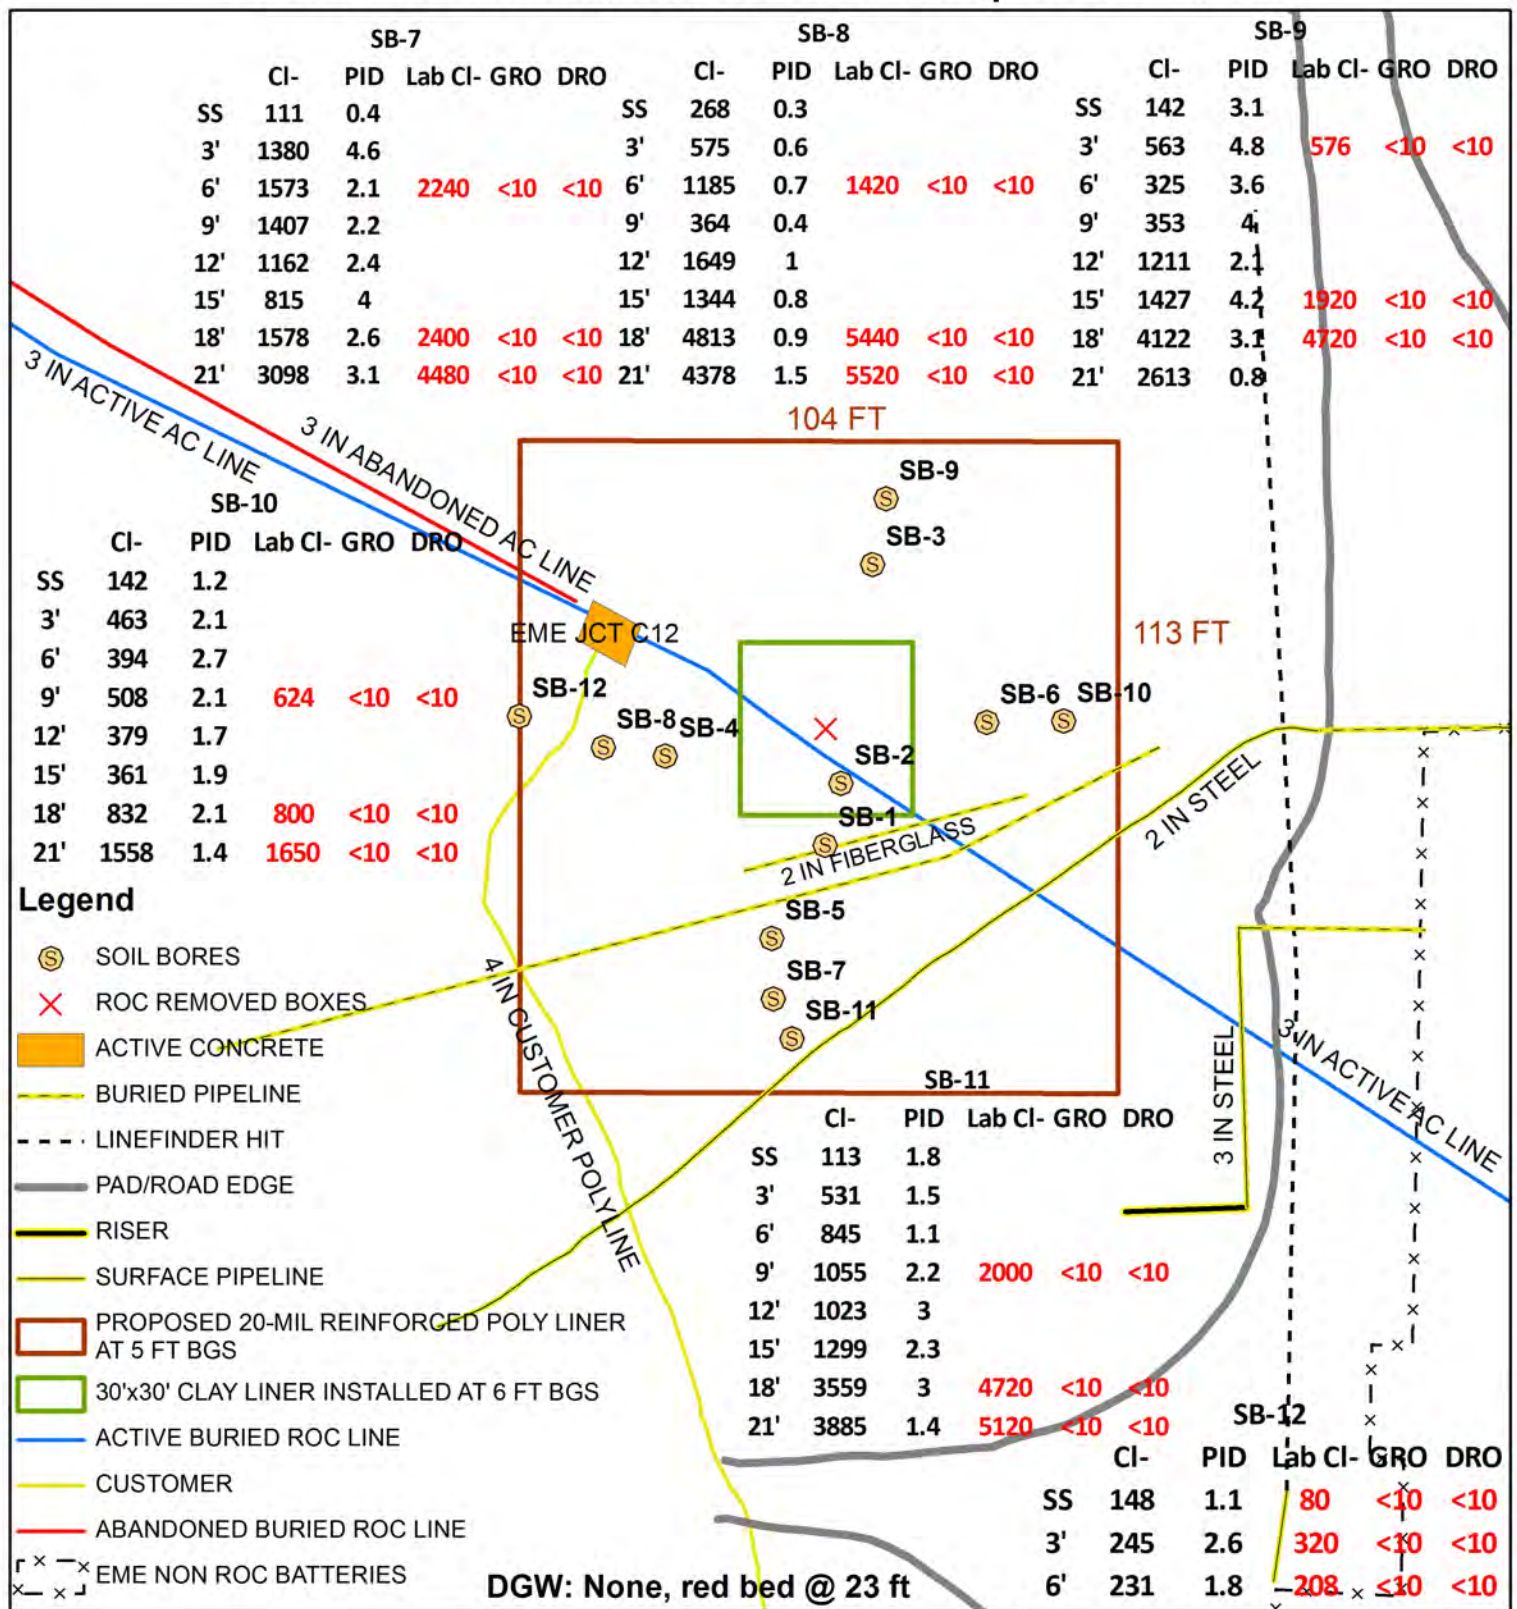 SB-7
Cl- PID Lab Cl- GRO DRO
SS 111 0.4
3' 1380 4.6
6' 1573 2.1 2240 <10 <10
9' 1407 2.2
12' 1162 2.4
15' 815 4
18' 1578 2.6 2400 <10 <10
21' 3098 3.1 4480 <10 <10
SB-8
Cl- PID Lab Cl- GRO DRO
SS 268 0.3
3' 575 0.6
6' 1185 0.7 1420 <10 <10
9' 364 0.4
12' 1649 1
15' 1344 0.8
18' 4813 0.9 5440 <10 <10
21' 4378 1.5 5520 <10 <10
SB-9
Cl- PID Lab Cl- GRO DRO
SS 142 3.1
3' 563 4.8 576 <10 <10
6' 325 3.6
9' 353 4
12' 1211 2.1
15' 1427 4.2 1920 <10 <10
18' 4122 3.1 4720 <10 <10
21' 2613 0.8
3 IN ACTIVE AC LINE
3 IN ABANDONED AC LINE
104 FT
113 FT
SB-10
Cl- PID Lab Cl- GRO DRO
SS 142 1.2
3' 463 2.1
6' 394 2.7
9' 508 2.1 624 <10 <10
12' 379 1.7
15' 361 1.9
18' 832 2.1 800 <10 <10
21' 1558 1.4 1650 <10 <10
SB-9
SB-3
EME JCT C12
SB-12
SB-8
SB-4
SB-6
SB-10
SB-2
SB-1
2 IN FIBERGLASS
2 IN STEEL
SB-5
SB-7
SB-11
4 IN CUSTOMER POLYLINE
3 IN STEEL
3 IN ACTIVE AC LINE
Legend
SOIL BORES
ROC REMOVED BOXES
ACTIVE CONCRETE
BURIED PIPELINE
LINEFINDER HIT
PAD/ROAD EDGE
RISER
SURFACE PIPELINE
PROPOSED 20-MIL REINFORCED POLY LINER
AT 5 FT BGS
30'x30' CLAY LINER INSTALLED AT 6 FT BGS
ACTIVE BURIED ROC LINE
CUSTOMER
ABANDONED BURIED ROC LINE
EME NON ROC BATTERIES
SB-11
Cl- PID Lab Cl- GRO DRO
SS 113 1.8
3' 531 1.5
6' 845 1.1
9' 1055 2.2 2000 <10 <10
12' 1023 3
15' 1299 2.3
18' 3559 3 4720 <10 <10
21' 3885 1.4 5120 <10 <10
SB-12
Cl- PID Lab Cl- GRO DRO
SS 148 1.1 80 <10 <10
3' 245 2.6 320 <10 <10
6' 231 1.8 208 <10 <10
DGW: None, red bed @ 23 ft